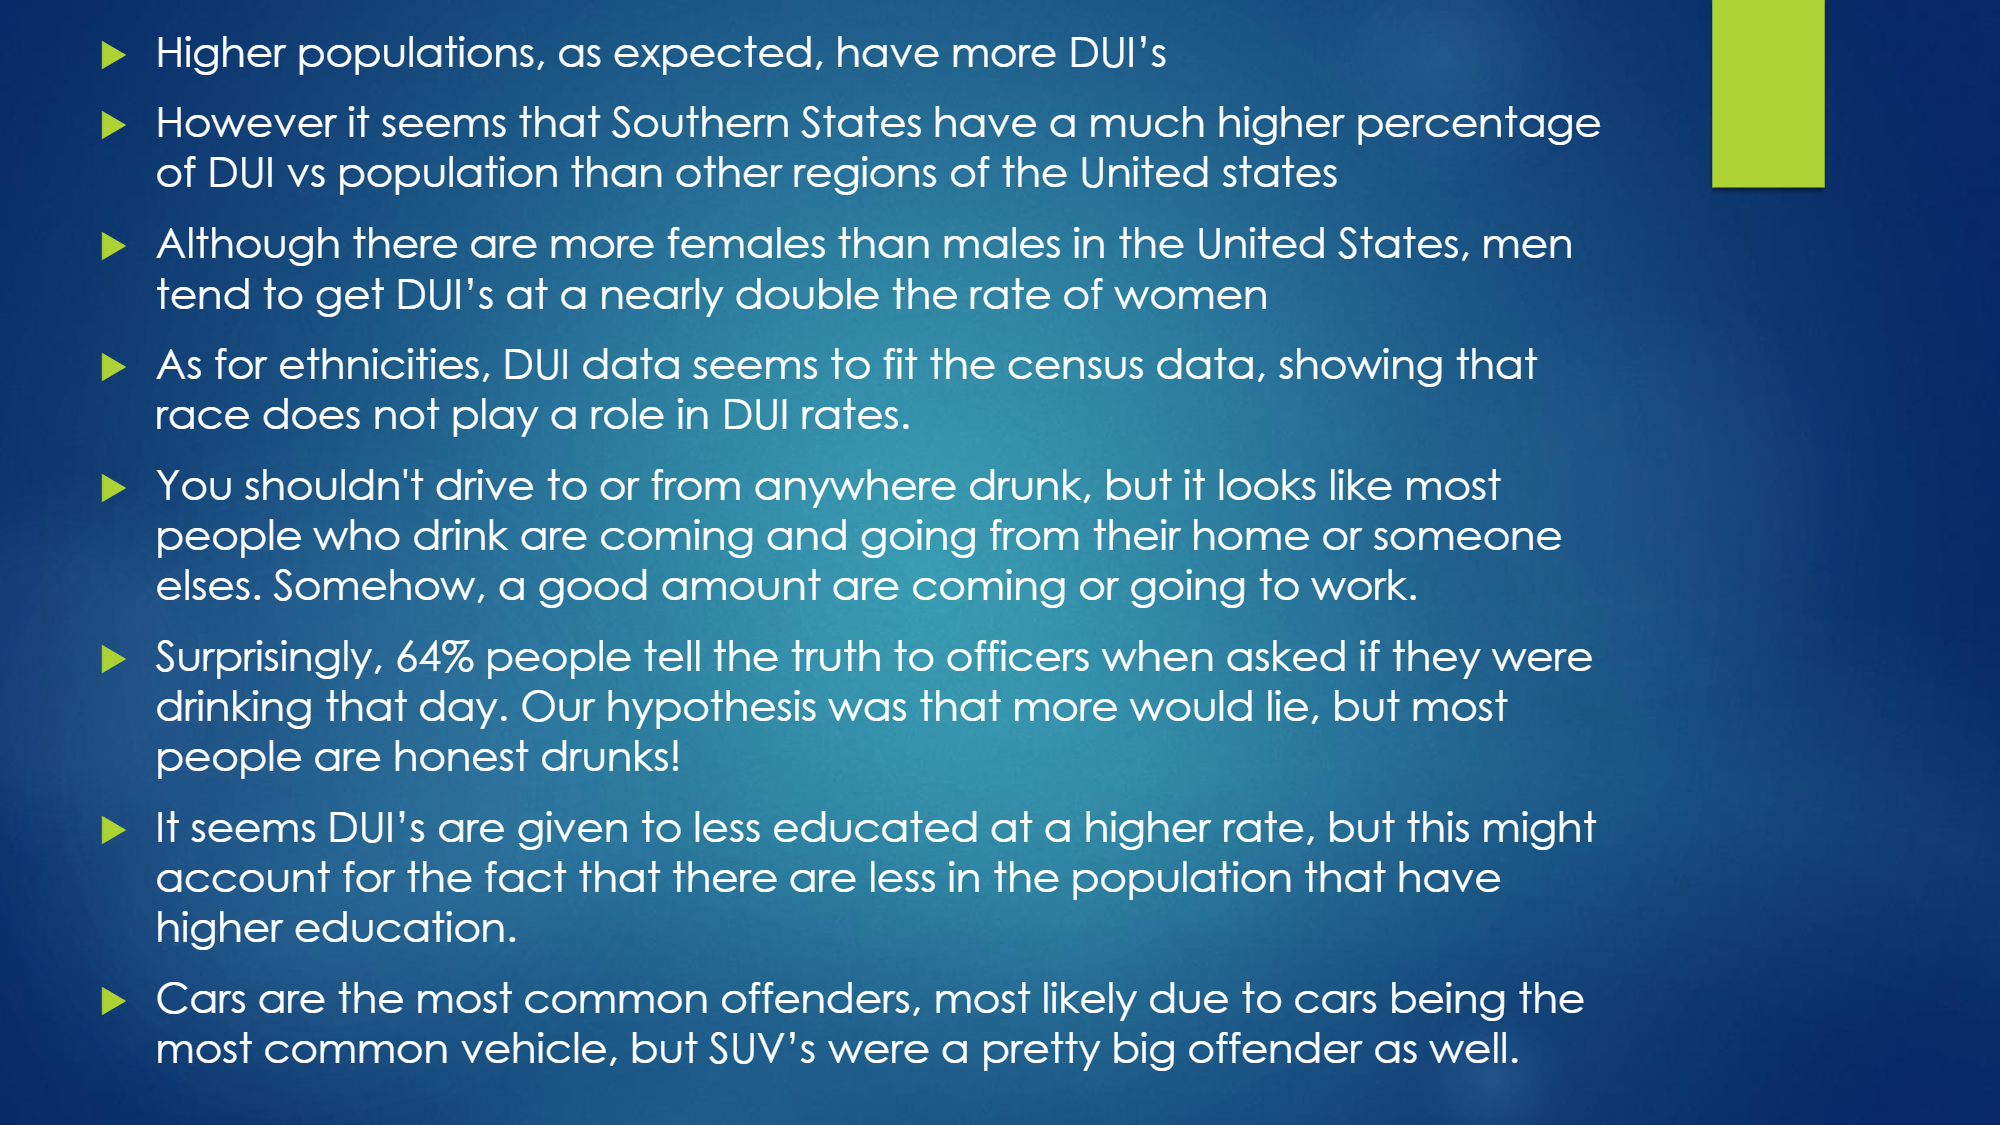 Higher populations, as expected, have more DUI’s
However it seems that Southern States have a much higher percentage
of DUI vs population than other regions of the United states
Although there are more females than males in the United States, men
tend to get DUI’s at a nearly double the rate of women
As for ethnicities, DUI data seems to fit the census data, showing that
race does not play a role in DUI rates.
You shouldn't drive to or from anywhere drunk, but it looks like most
people who drink are coming and going from their home or someone
elses. Somehow, a good amount are coming or going to work.
Surprisingly, 64% people tell the truth to officers when asked if they were
drinking that day. Our hypothesis was that more would lie, but most
people are honest drunks!
It seems DUI’s are given to less educated at a higher rate, but this might
account for the fact that there are less in the population that have
higher education.
Cars are the most common offenders, most likely due to cars being the
most common vehicle, but SUV’s were a pretty big offender as well.